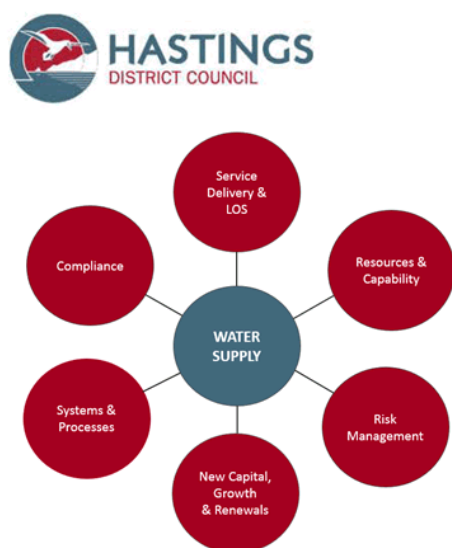 HASTINGS
DISTRICT COUNCIL
Service
Delivery &
LOS
Compliance
Resources &
Capability
WATER
SUPPLY
Systems &
Processes
Risk
Management
New Capital,
Growth
& Renewals